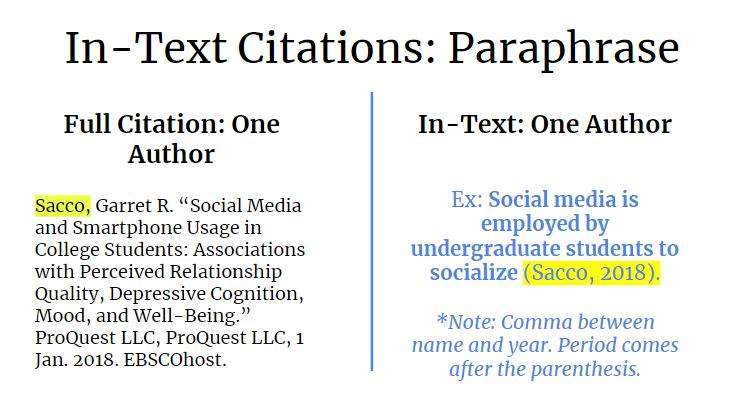 In-Text Citations: Paraphrase
Full Citation: One
Author
Sacco, Garret R. “Social Media
and Smartphone Usage in
College Students: Associations
with Perceived Relationship
Quality, Depressive Cognition,
Mood, and Well-Being.”
ProQuest LLC, ProQuest LLC, 1
Jan. 2018. EBSCOhost.
In-Text: One Author
Ex: Social media is
employed by
undergraduate students to
socialize (Sacco, 2018).
*Note: Comma between
name and year. Period comes
after the parenthesis.